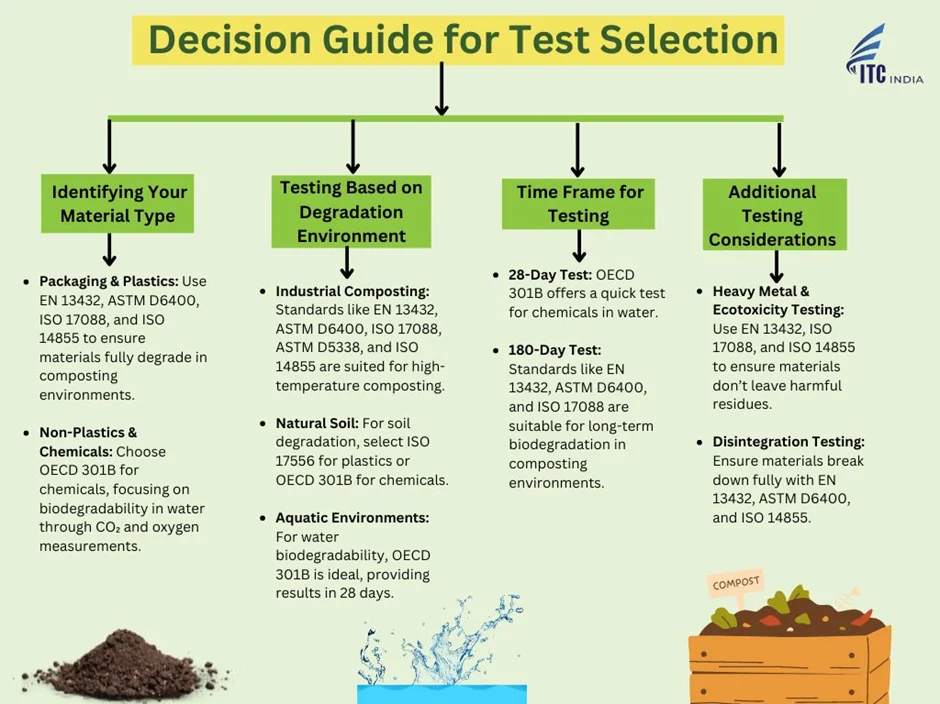 Decision Guide for Test Selection
ITC INDIA
Identifying Your
Material Type
• Packaging & Plastics: Use
EN 13432, ASTM D6400,
ISO 17088, and ISO
14855 to ensure
materials fully degrade in
composting
environments.
• Non-Plastics &
Chemicals: Choose
OECD 301B for
chemicals, focusing on
biodegradability in water
through CO₂ and oxygen
measurements.
Testing Based on
Degradation
Environment
• Industrial Composting:
Standards like EN 13432,
ASTM D6400, ISO 17088,
ASTM D5338, and ISO
14855 are suited for high-
temperature composting.
• Natural Soil: For soil
degradation, select ISO
17556 for plastics or
OECD 301B for chemicals.
• Aquatic Environments:
For water
biodegradability, OECD
301B is ideal, providing
results in 28 days.
Time Frame for
Testing
• 28-Day Test: OECD
301B offers a quick test
for chemicals in water.
• 180-Day Test:
Standards like EN
13432, ASTM D6400,
and ISO 17088 are
suitable for long-term
biodegradation in
composting
environments.
Additional
Testing
Considerations
• Heavy Metal &
Ecotoxicity Testing:
Use EN 13432, ISO
17088, and ISO 14855
to ensure materials
don't leave harmful
residues.
• Disintegration Testing:
Ensure materials break
down fully with EN
13432, ASTM D6400,
and ISO 14855.
COMPOST